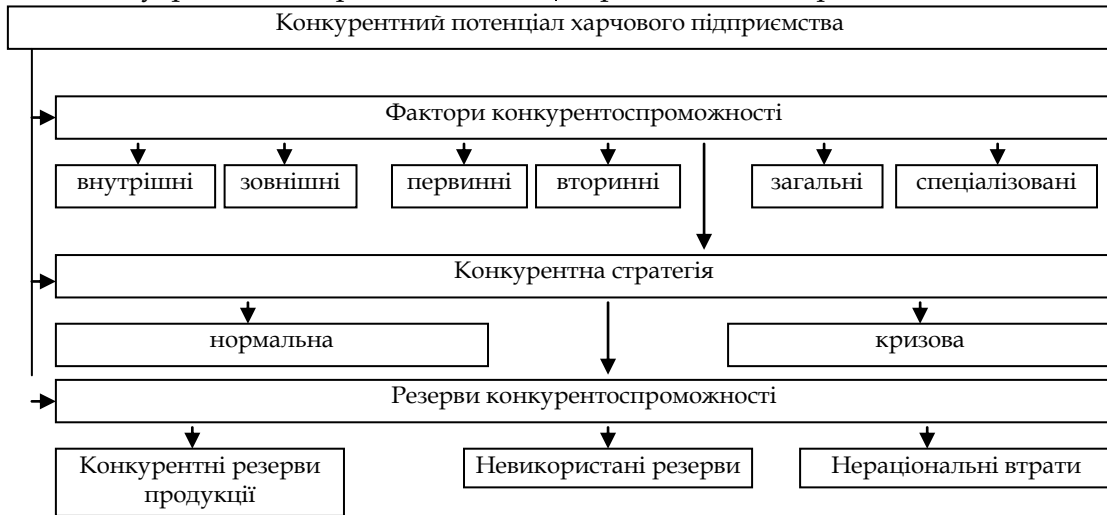 Конкурентний потенціал харчового підприємства
Фактори конкурентоспроможності
внутрішні зовнішні первинні вторинні загальні спеціалізовані
Конкурентна стратегія
нормальна кризова
Резерви конкурентоспроможності
Конкурентні резерви Невикористані резерви Нераціональні втрати
продукції